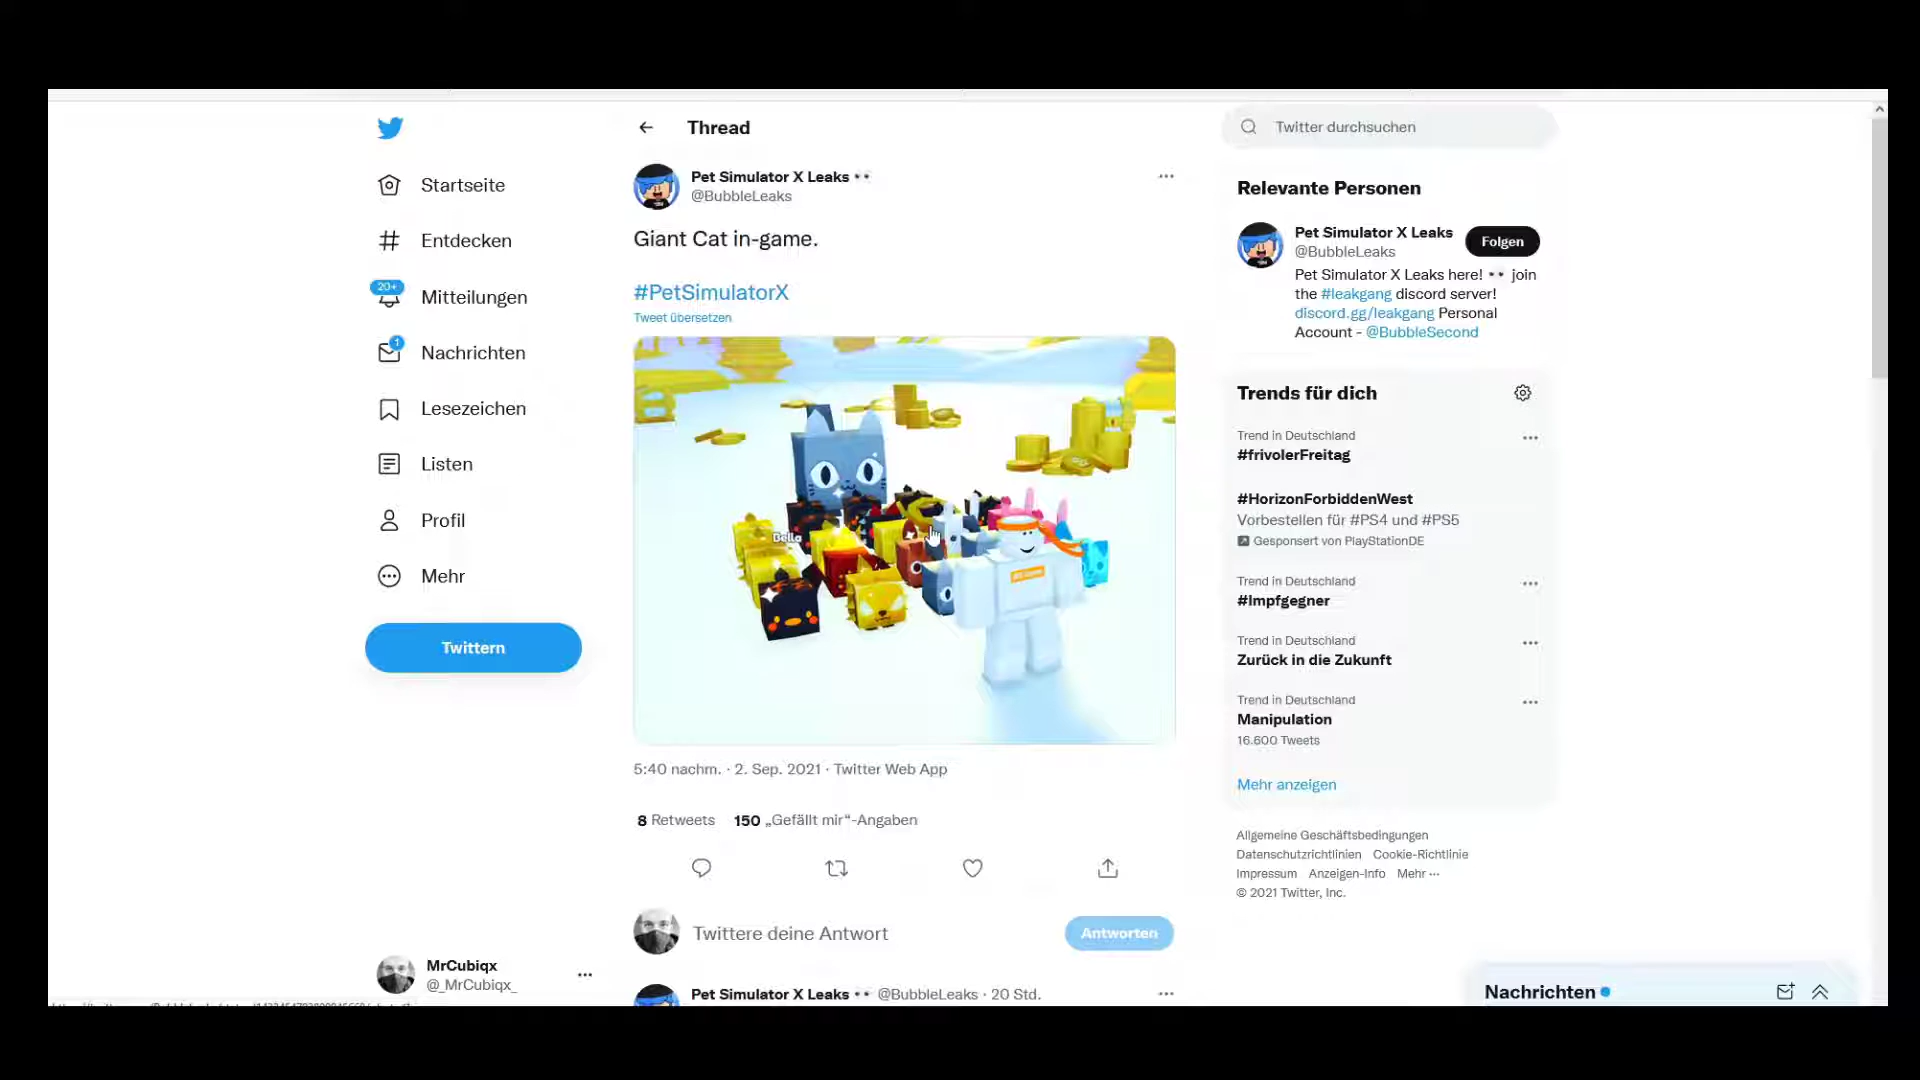 Thread
Twitter durchsuchen
Startseite
Entdecken
20+
Mitteilungen
1
Nachrichten
Lesezeichen
Listen
Profil
Mehr
Twittern
MrCubiqx
@_MrCubiqx_
Pet Simulator X Leaks
@BubbleLeaks
Giant Cat in-game.
#PetSimulatorX
Tweet übersetzen
Bella
5:40 nachm. · 2. Sep. 2021 · Twitter Web App
8 Retweets 150 „Gefällt mir“-Angaben
Twittere deine Antwort
Antworten
Pet Simulator X Leaks @BubbleLeaks · 20 Std.
Relevante Personen
Pet Simulator X Leaks
@BubbleLeaks
Folgen
Pet Simulator X Leaks here! 👀 join
the #leakgang discord server!
discord.gg/leakgang Personal
Account - @BubbleSecond
Trends für dich
Trend in Deutschland
#frivolerFreitag
#HorizonForbiddenWest
Vorbestellen für #PS4 und #PS5
Gesponsert von PlayStationDE
Trend in Deutschland
#Impfgegner
Trend in Deutschland
Zurück in die Zukunft
Trend in Deutschland
Manipulation
16.600 Tweets
Mehr anzeigen
Allgemeine Geschäftsbedingungen
Datenschutzrichtlinien Cookie-Richtlinie
Impressum Anzeigen-Info Mehr ···
© 2021 Twitter, Inc.
Nachrichten